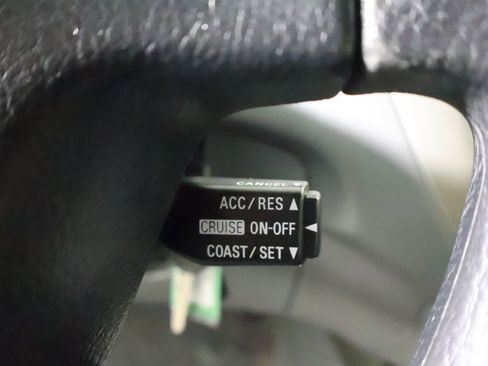 CANCEL ▼
ACC/RES ▲
CRUISE ON-OFF ◀
COAST/SET ▼